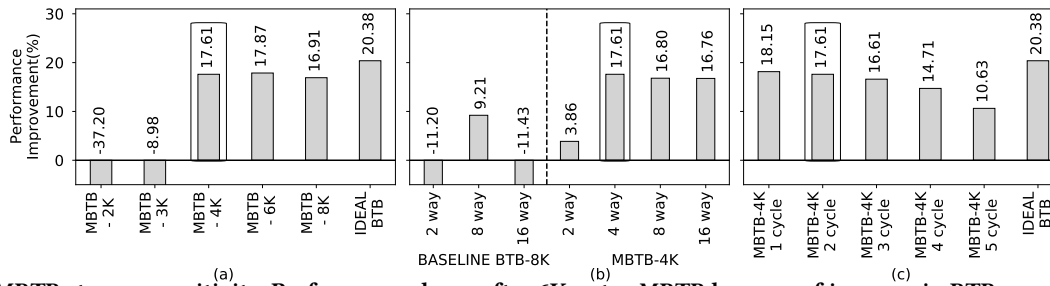 Performance
Improvement(%)
30
20
10
0
-37.20
-8.98
17.61
17.87
16.91
20.38
MBTB
- 2K
MBTB
- 3K
MBTB
- 4K
MBTB
- 6K
MBTB
- 8K
IDEAL
BTB
(a)
-11.20
9.21
-11.43
3.86
17.61
16.80
16.76
2 way
8 way
16 way
2 way
4 way
8 way
16 way
BASELINE BTB-8K
MBTB-4K
(b)
18.15
17.61
16.61
14.71
10.63
20.38
MBTB-4K
1 cycle
MBTB-4K
2 cycle
MBTB-4K
3 cycle
MBTB-4K
4 cycle
MBTB-4K
5 cycle
IDEAL
BTB
(c)